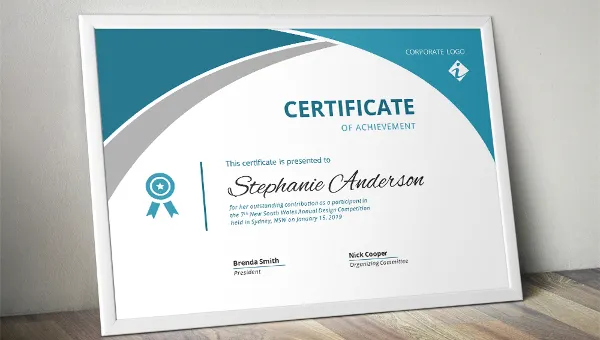 CORPORATE LOGO
CERTIFICATE
OF ACHIEVEMENT
This certificate is presented to
Stephanie Anderson
for her outstanding contribution as a participant in
the 7th New South Wales Annual Design Competition
held in Sydney, NSW on January 15, 2019
Brenda Smith
President
Nick Cooper
Organizing Committee